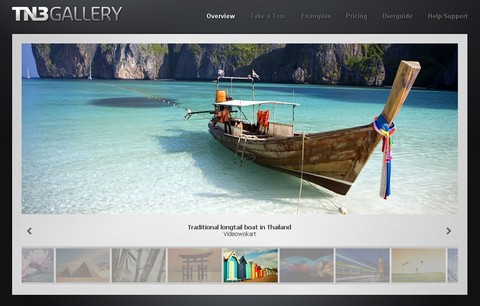 TN3GALLERY
Overview Take a Tour Examples Pricing Userguide Help/Support
Traditional longtail boat in Thailand
Videowokart